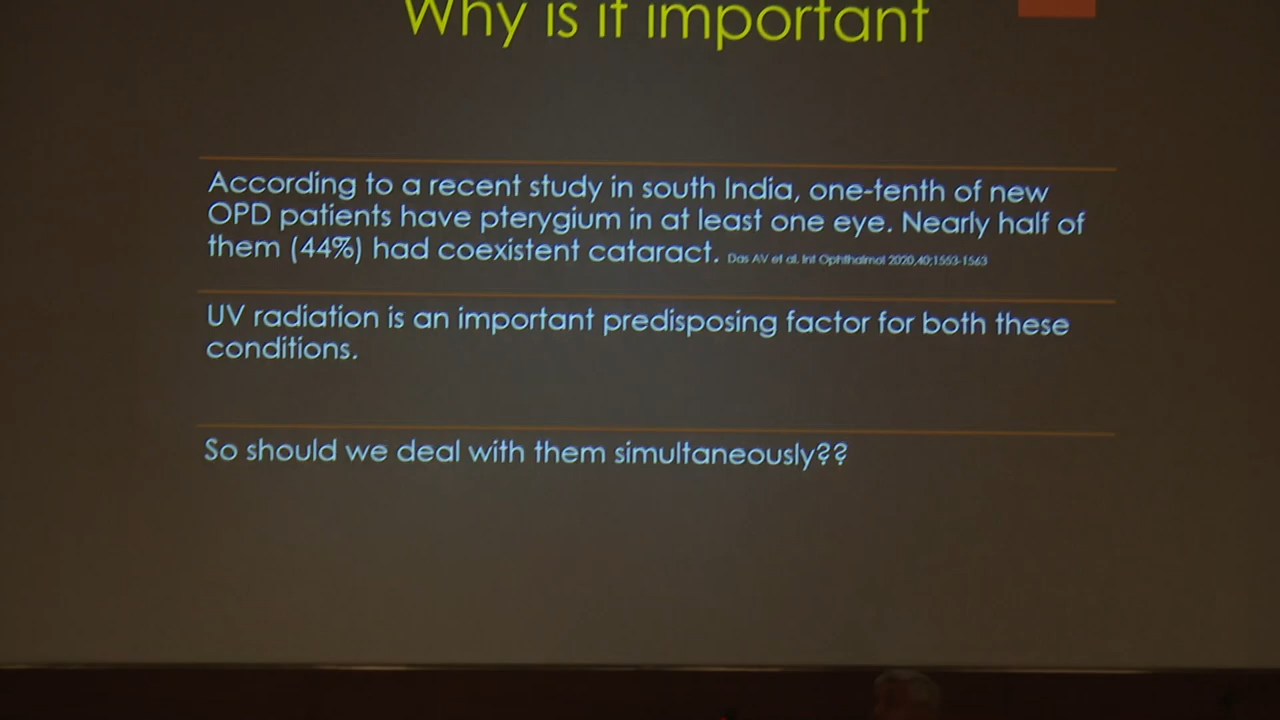 Why is it important
According to a recent study in south India, one-tenth of new
OPD patients have pterygium in at least one eye. Nearly half of
them (44%) had coexistent cataract. Das AV et al. Int Ophthalmol 2020,40;1553-1563
UV radiation is an important predisposing factor for both these
conditions.
So should we deal with them simultaneously??